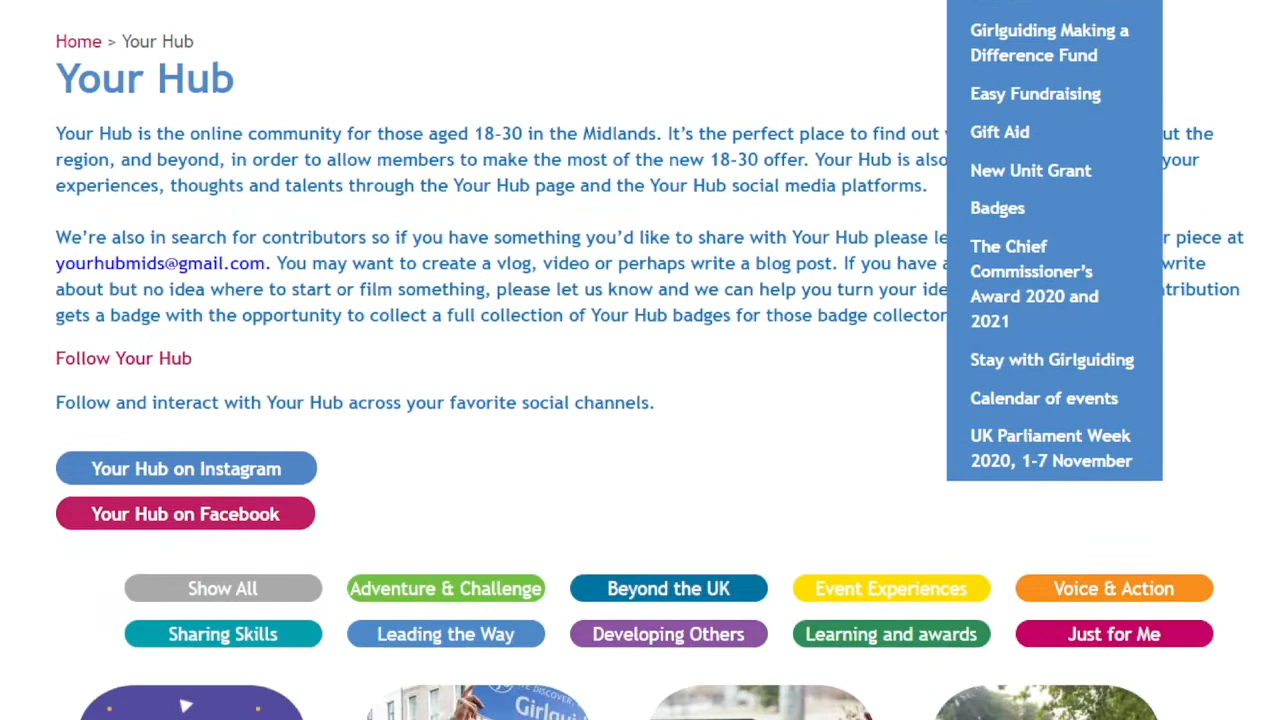 Home > Your Hub
Your Hub
Your Hub is the online community for those aged 18-30 in the Midlands. It's the perfect place to find out
ut the
region, and beyond, in order to allow members to make the most of the new 18-30 offer. Your Hub is also
your
experiences, thoughts and talents through the Your Hub page and the Your Hub social media platforms.
We're also in search for contributors so if you have something you'd like to share with Your Hub please le
r piece at
yourhubmids@gmail.com. You may want to create a vlog, video or perhaps write a blog post. If you have a
write
about but no idea where to start or film something, please let us know and we can help you turn your ide
tribution
gets a badge with the opportunity to collect a full collection of Your Hub badges for those badge collector
Girlguiding Making a
Difference Fund
Easy Fundraising
Gift Aid
New Unit Grant
Badges
The Chief
Commissioner's
Award 2020 and
2021
Stay with Girlguiding
Calendar of events
UK Parliament Week
2020, 1-7 November
Follow Your Hub
Follow and interact with Your Hub across your favorite social channels.
Your Hub on Instagram
Your Hub on Facebook
Show All
Adventure & Challenge
Beyond the UK
Event Experiences
Voice & Action
Sharing Skills
Leading the Way
Developing Others
Learning and awards
Just for Me
WE DISCOVER,
Girlgui